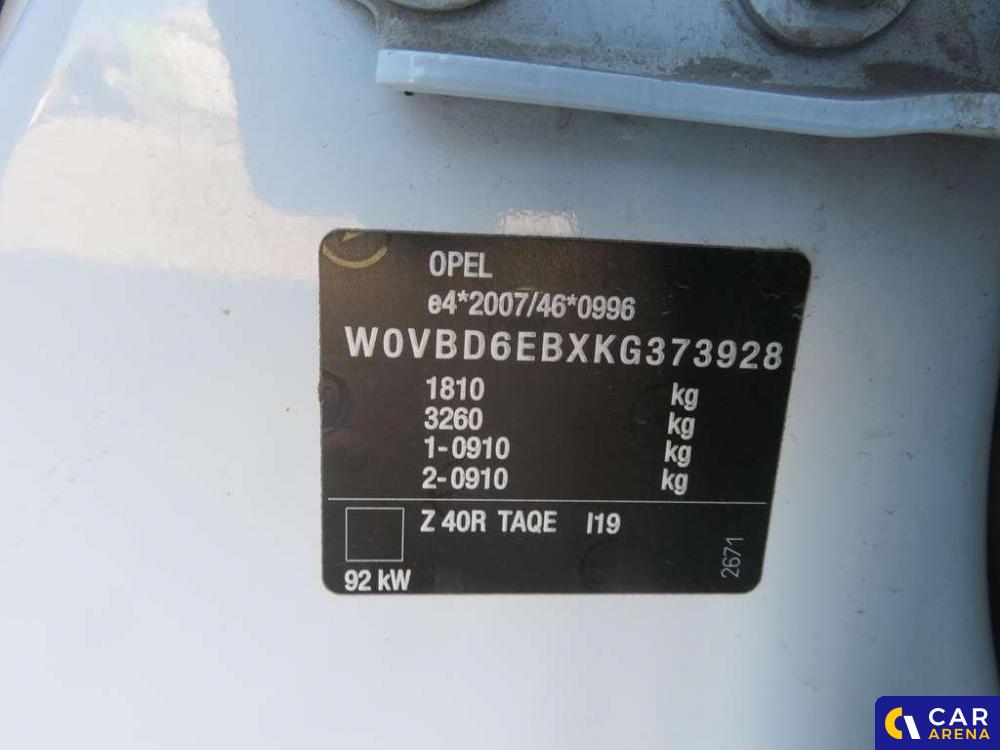 OPEL
e4*2007/46*0996
W0VBD6EBXKG373928
1810 kg
3260 kg
1-0910 kg
2-0910 kg
Z 40R TAQE I19
92 kW
2671
CAR
ARENA